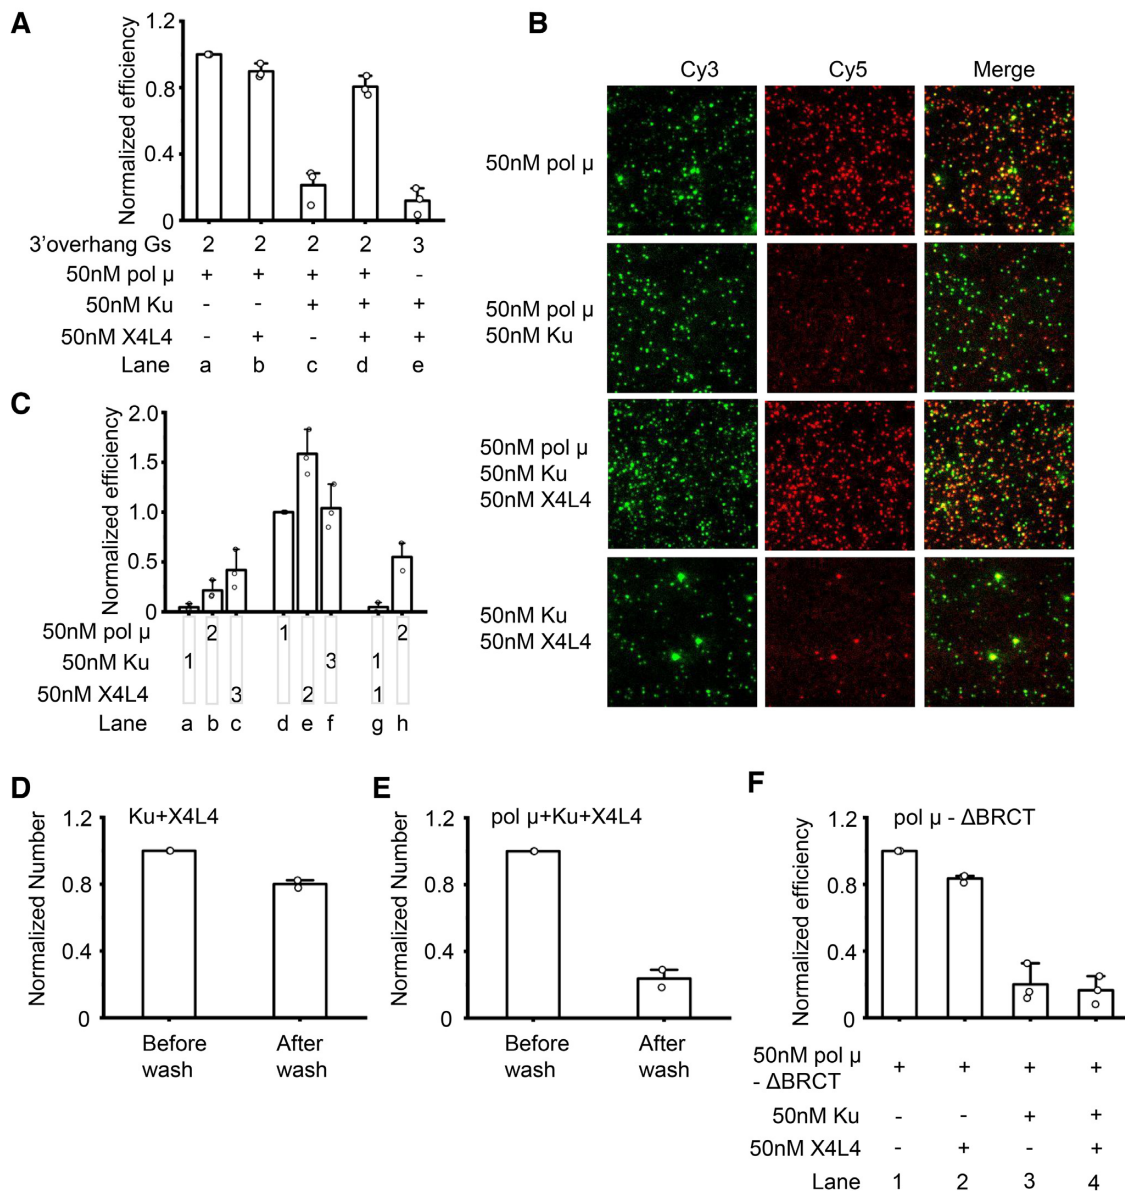 A
Normalized efficiency
1.2
0.8
0.4
0
3'overhang Gs 2 2 2 2 3
50nM pol µ + + + + -
50nM Ku - - + + +
50nM X4L4 - + - + +
Lane a b c d e
B
Cy3 Cy5 Merge
50nM pol µ
50nM pol µ
50nM Ku
50nM pol µ
50nM Ku
50nM X4L4
50nM Ku
50nM X4L4
C
Normalized efficiency
2.0
1.5
1.0
0.5
0
50nM pol µ 2 1 2
50nM Ku 1 3 1
50nM X4L4 3 2 1
Lane a b c d e f g h
D
Normalized Number
Ku+X4L4
1.2
0.8
0.4
0
Before wash
After wash
E
Normalized Number
pol µ+Ku+X4L4
1.2
0.8
0.4
0
Before wash
After wash
F
Normalized efficiency
pol µ - ΔBRCT
1.2
0.8
0.4
0
50nM pol µ
- ΔBRCT + + + +
50nM Ku - - + +
50nM X4L4 - + - +
Lane 1 2 3 4